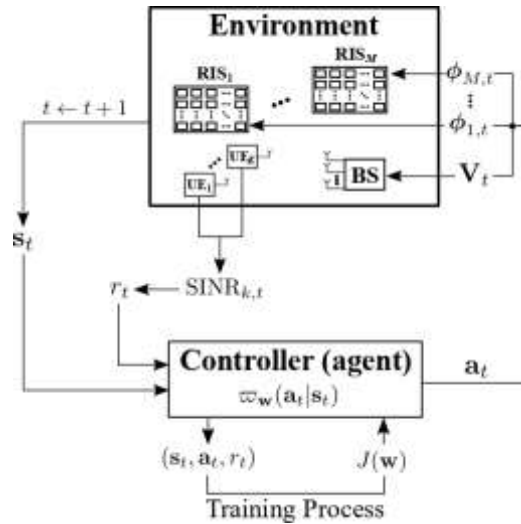 Environment
RIS_M
RIS_1
ϕ_{M,t}
⋮
ϕ_{1,t}
t ← t + 1
UE_K
UE_1
BS
V_t
s_t
r_t
SINR_{k,t}
Controller (agent)
ϖ_w(a_t|s_t)
a_t
(s_t, a_t, r_t)
J(w)
Training Process